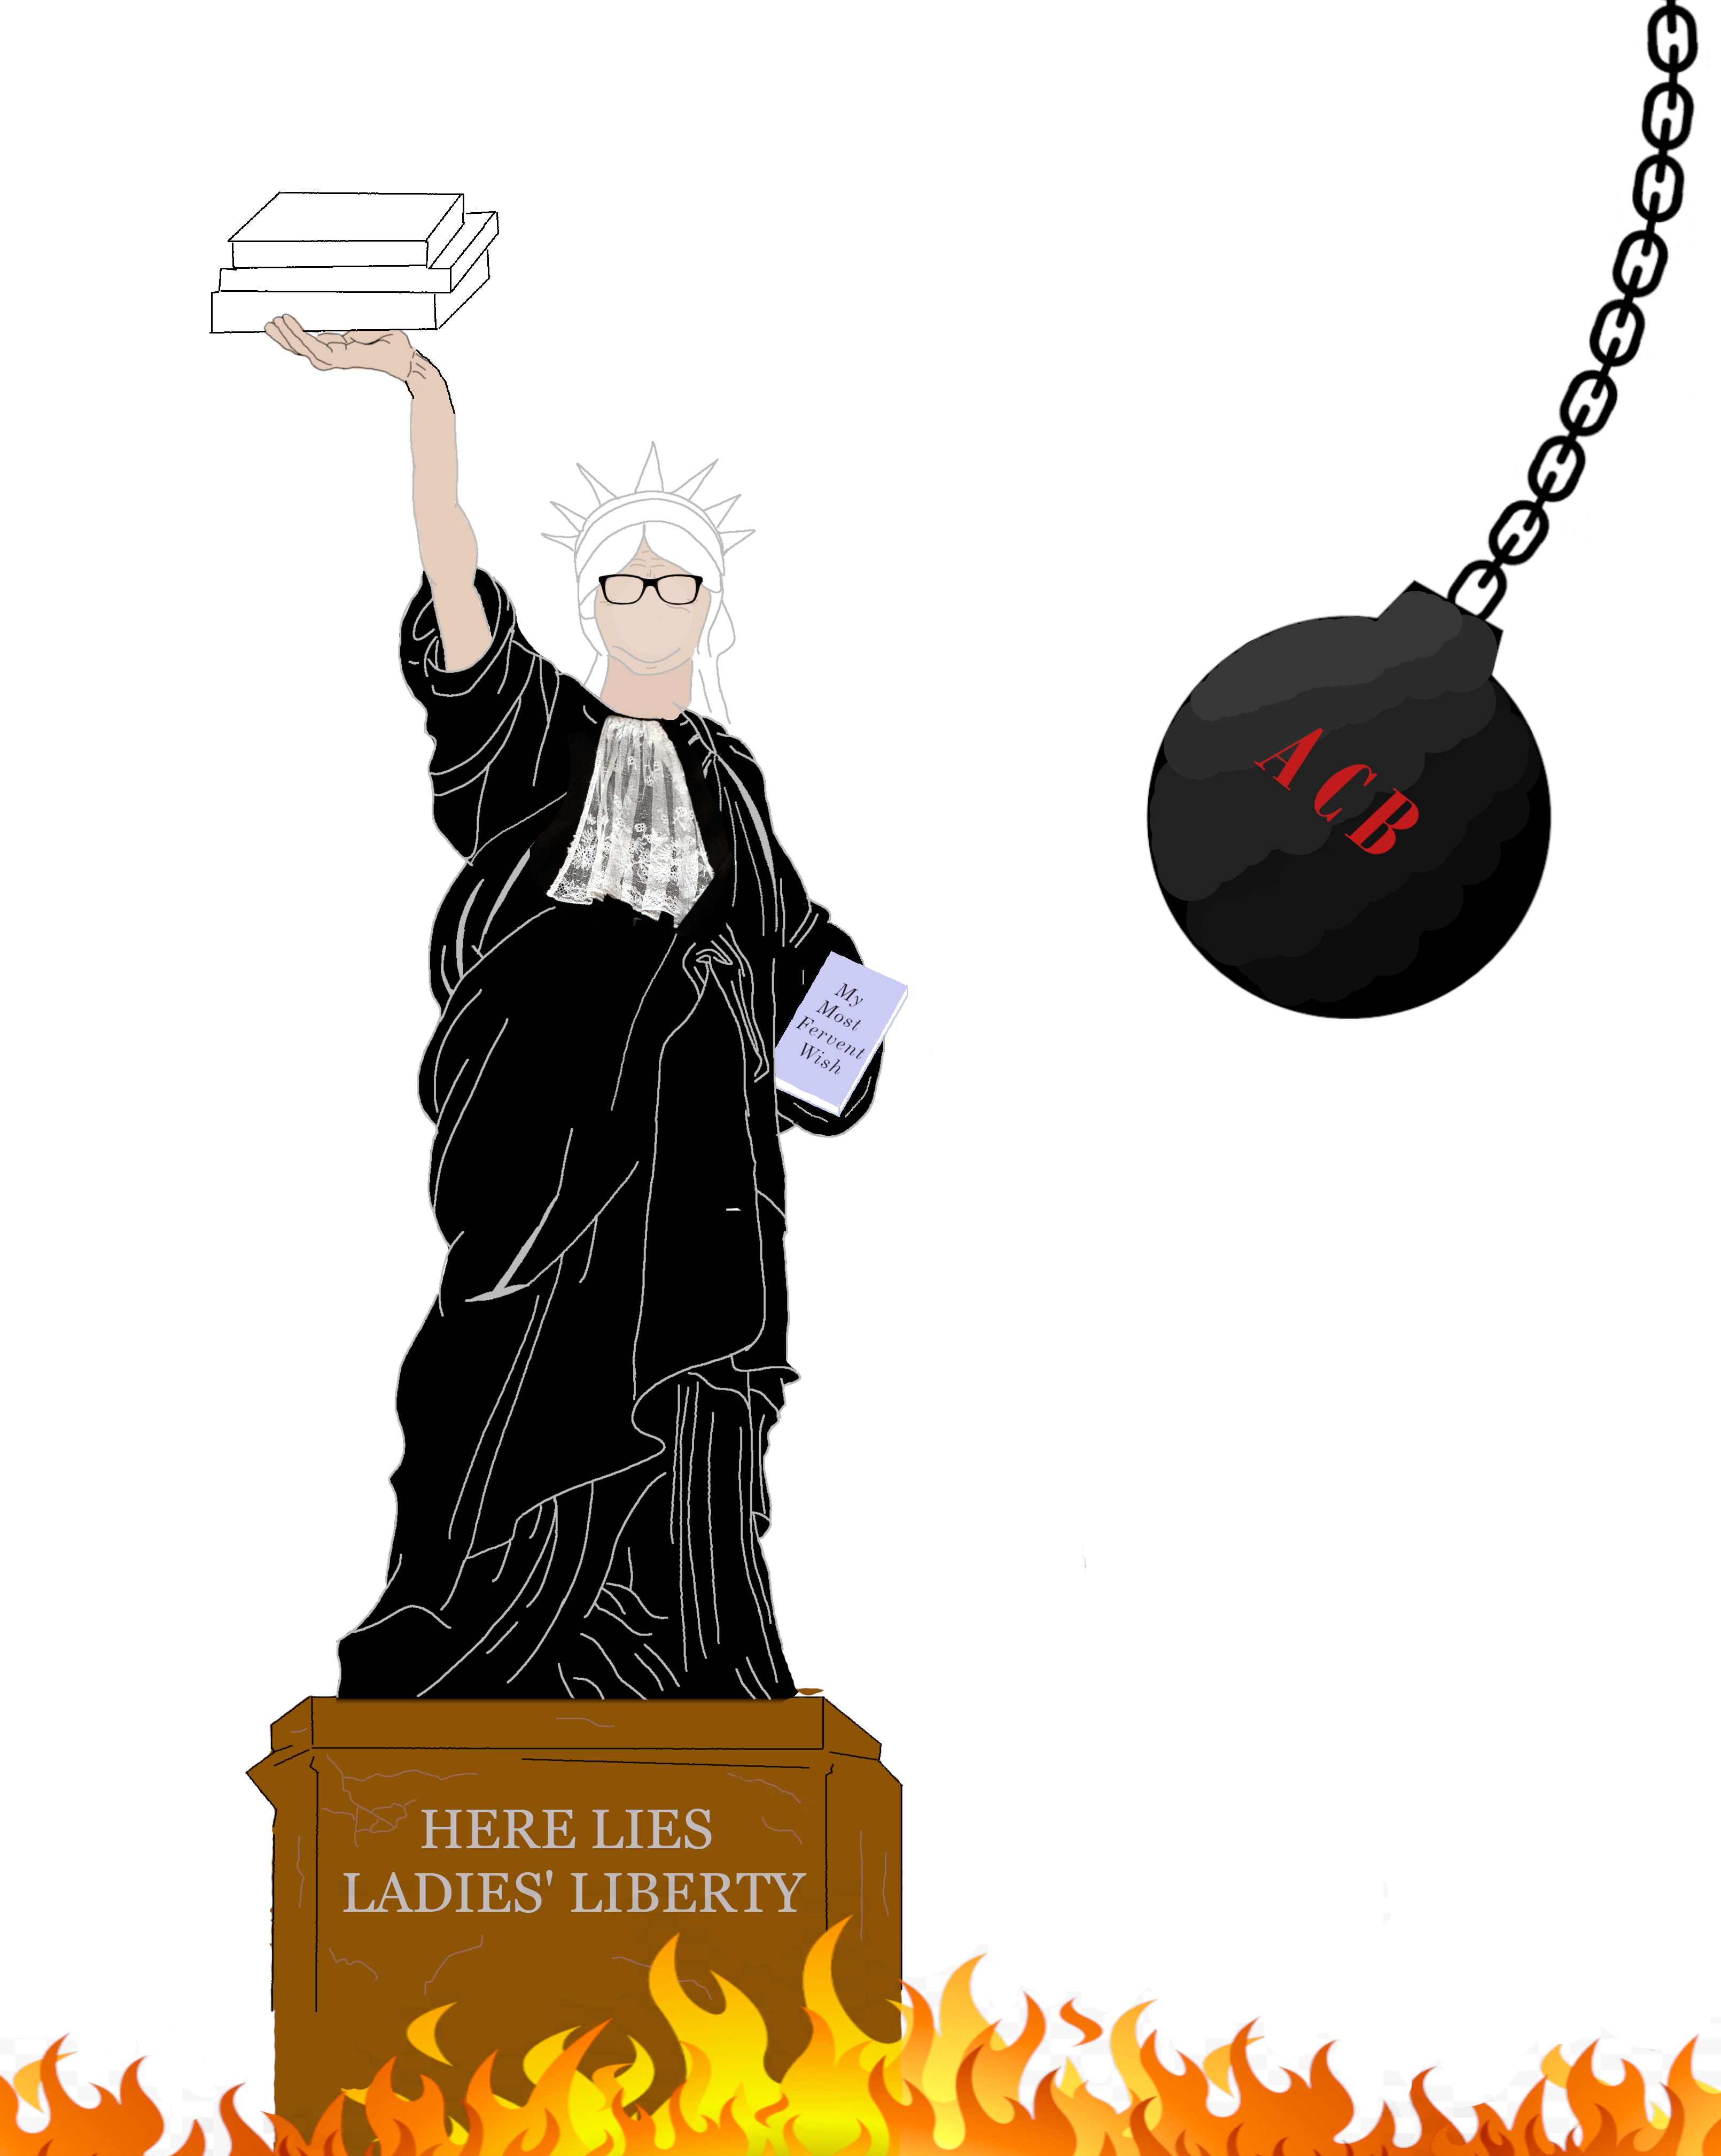 ACB
My
Most
Fervent
Wish
HERE LIES
LADIES' LIBERTY